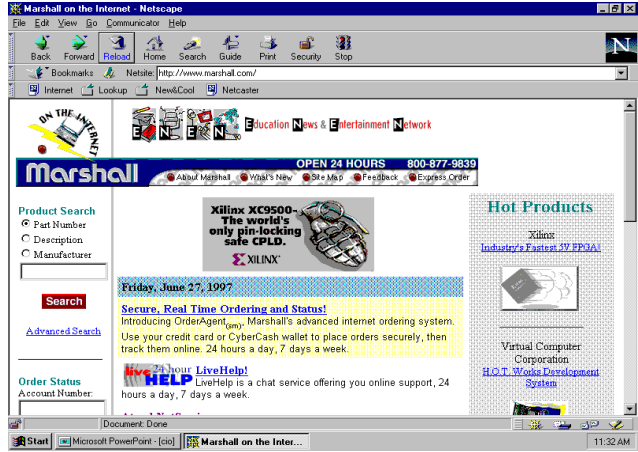 Marshall on the Internet - Netscape
File Edit View Go Communicator Help
Back Forward Reload Home Search Guide Print Security Stop
N
Bookmarks Netsite: http://www.marshall.com/
Internet Lookup New&Cool Netcaster
ON THE INTERNET
E N E N
Education News & Entertainment Network
OPEN 24 HOURS 800-877-9839
Marshall
About Marshall What's New Site Map Feedback Express Order
Product Search
Part Number
Description
Manufacturer
Search
Advanced Search
Order Status
Account Number:
Xilinx XC9500-
The world's
only pin-locking
safe CPLD.
XILINX
Friday, June 27, 1997
Secure, Real Time Ordering and Status!
Introducing OrderAgent(sm), Marshall's advanced internet ordering system.
Use your credit card or CyberCash wallet to place orders securely, then
track them online. 24 hours a day, 7 days a week.
live 24 hour HELP LiveHelp!
LiveHelp is a chat service offering you online support, 24
hours a day, 7 days a week.
Hot Products
Xilinx
Industry's Fastest 5V FPGA!
Virtual Computer
Corporation
H.O.T. Works Development
System
Document: Done
Start Microsoft PowerPoint - [cio] Marshall on the Inter... 11:32 AM